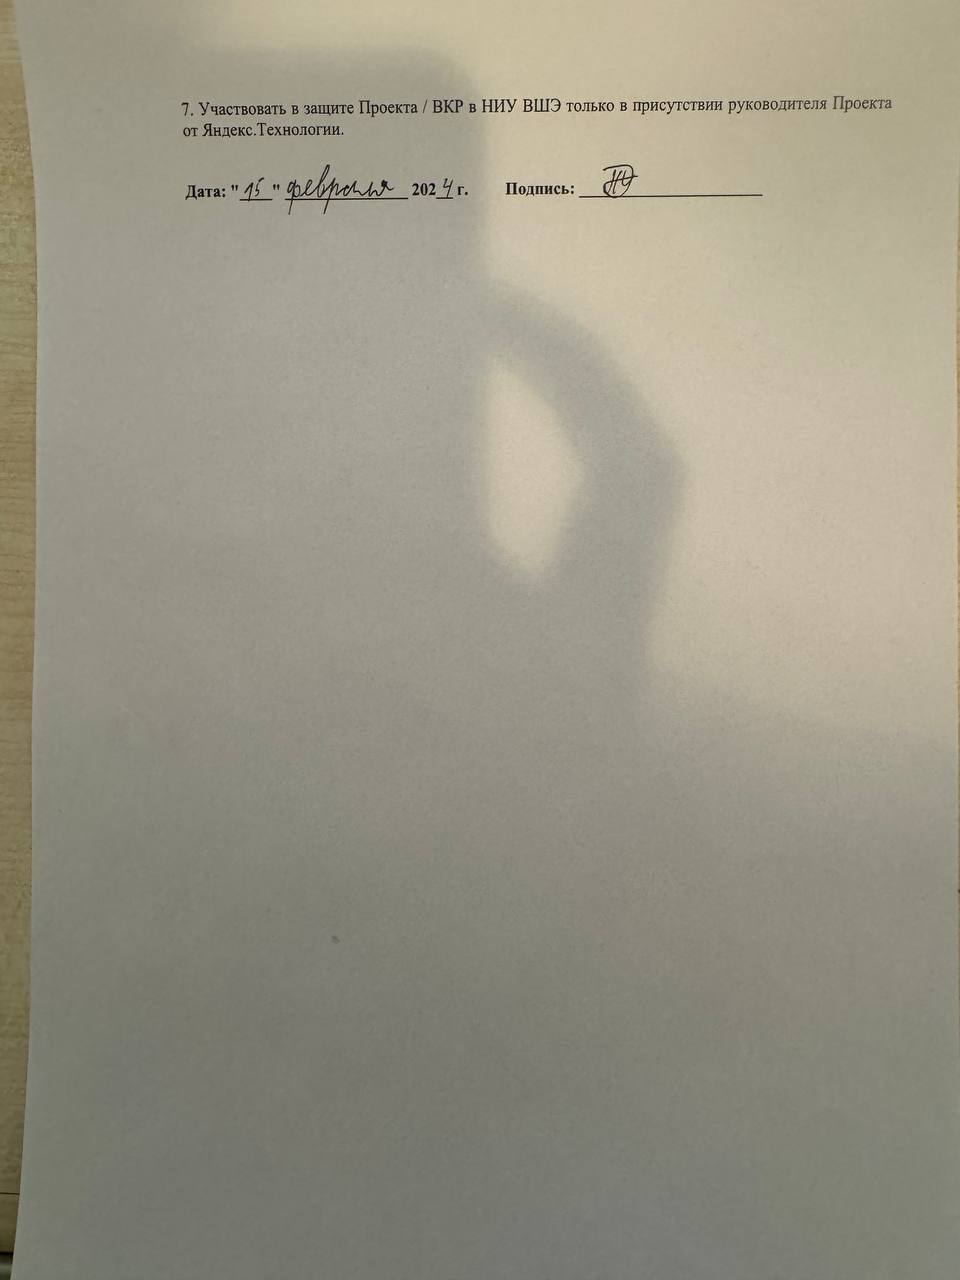 7. Участвовать в защите Проекта / ВКР в НИУ ВШЭ только в присутствии руководителя Проекта
от Яндекс.Технологии.
Дата: "15" февраля 2024 г. Подпись: